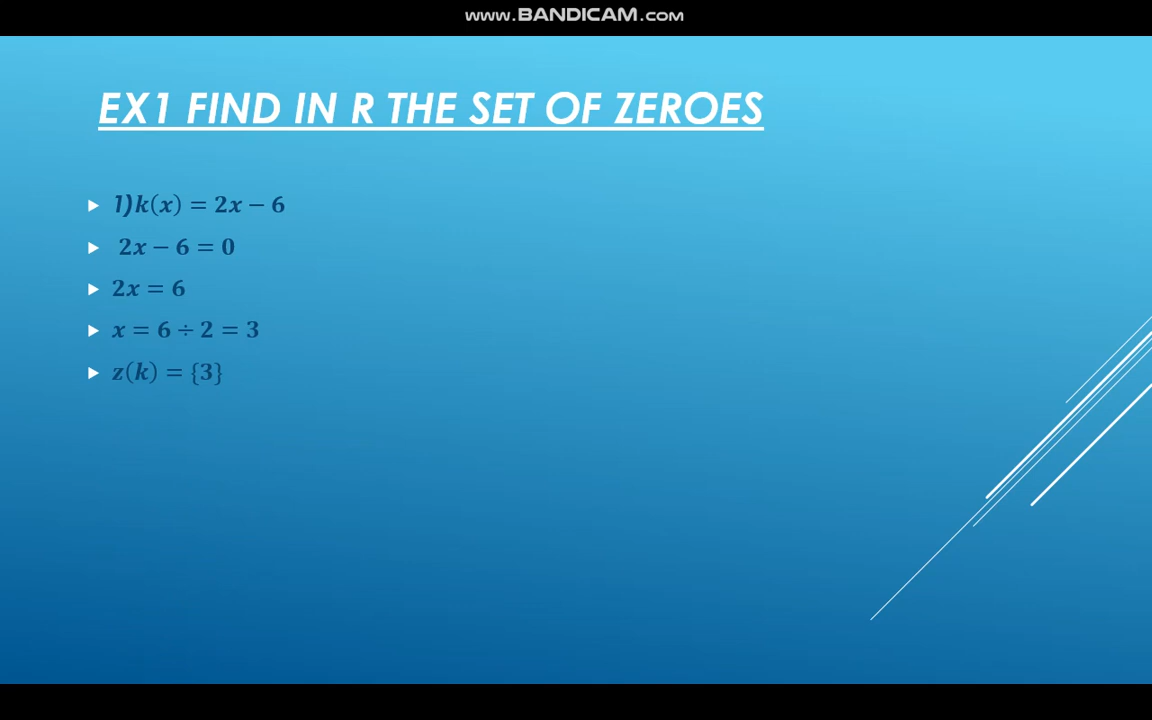 www.BANDICAM.com
EX1 FIND IN R THE SET OF ZEROES
1)k(x) = 2x − 6
2x − 6 = 0
2x = 6
x = 6 ÷ 2 = 3
z(k) = {3}